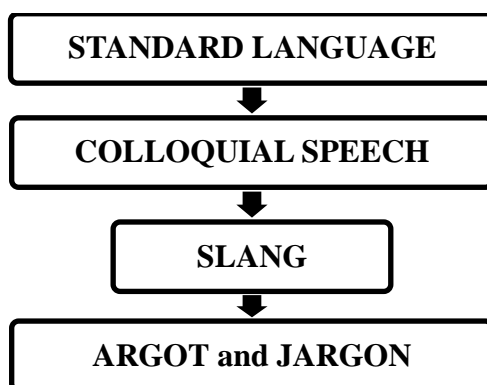 STANDARD LANGUAGE
COLLOQUIAL SPEECH
SLANG
ARGOT and JARGON